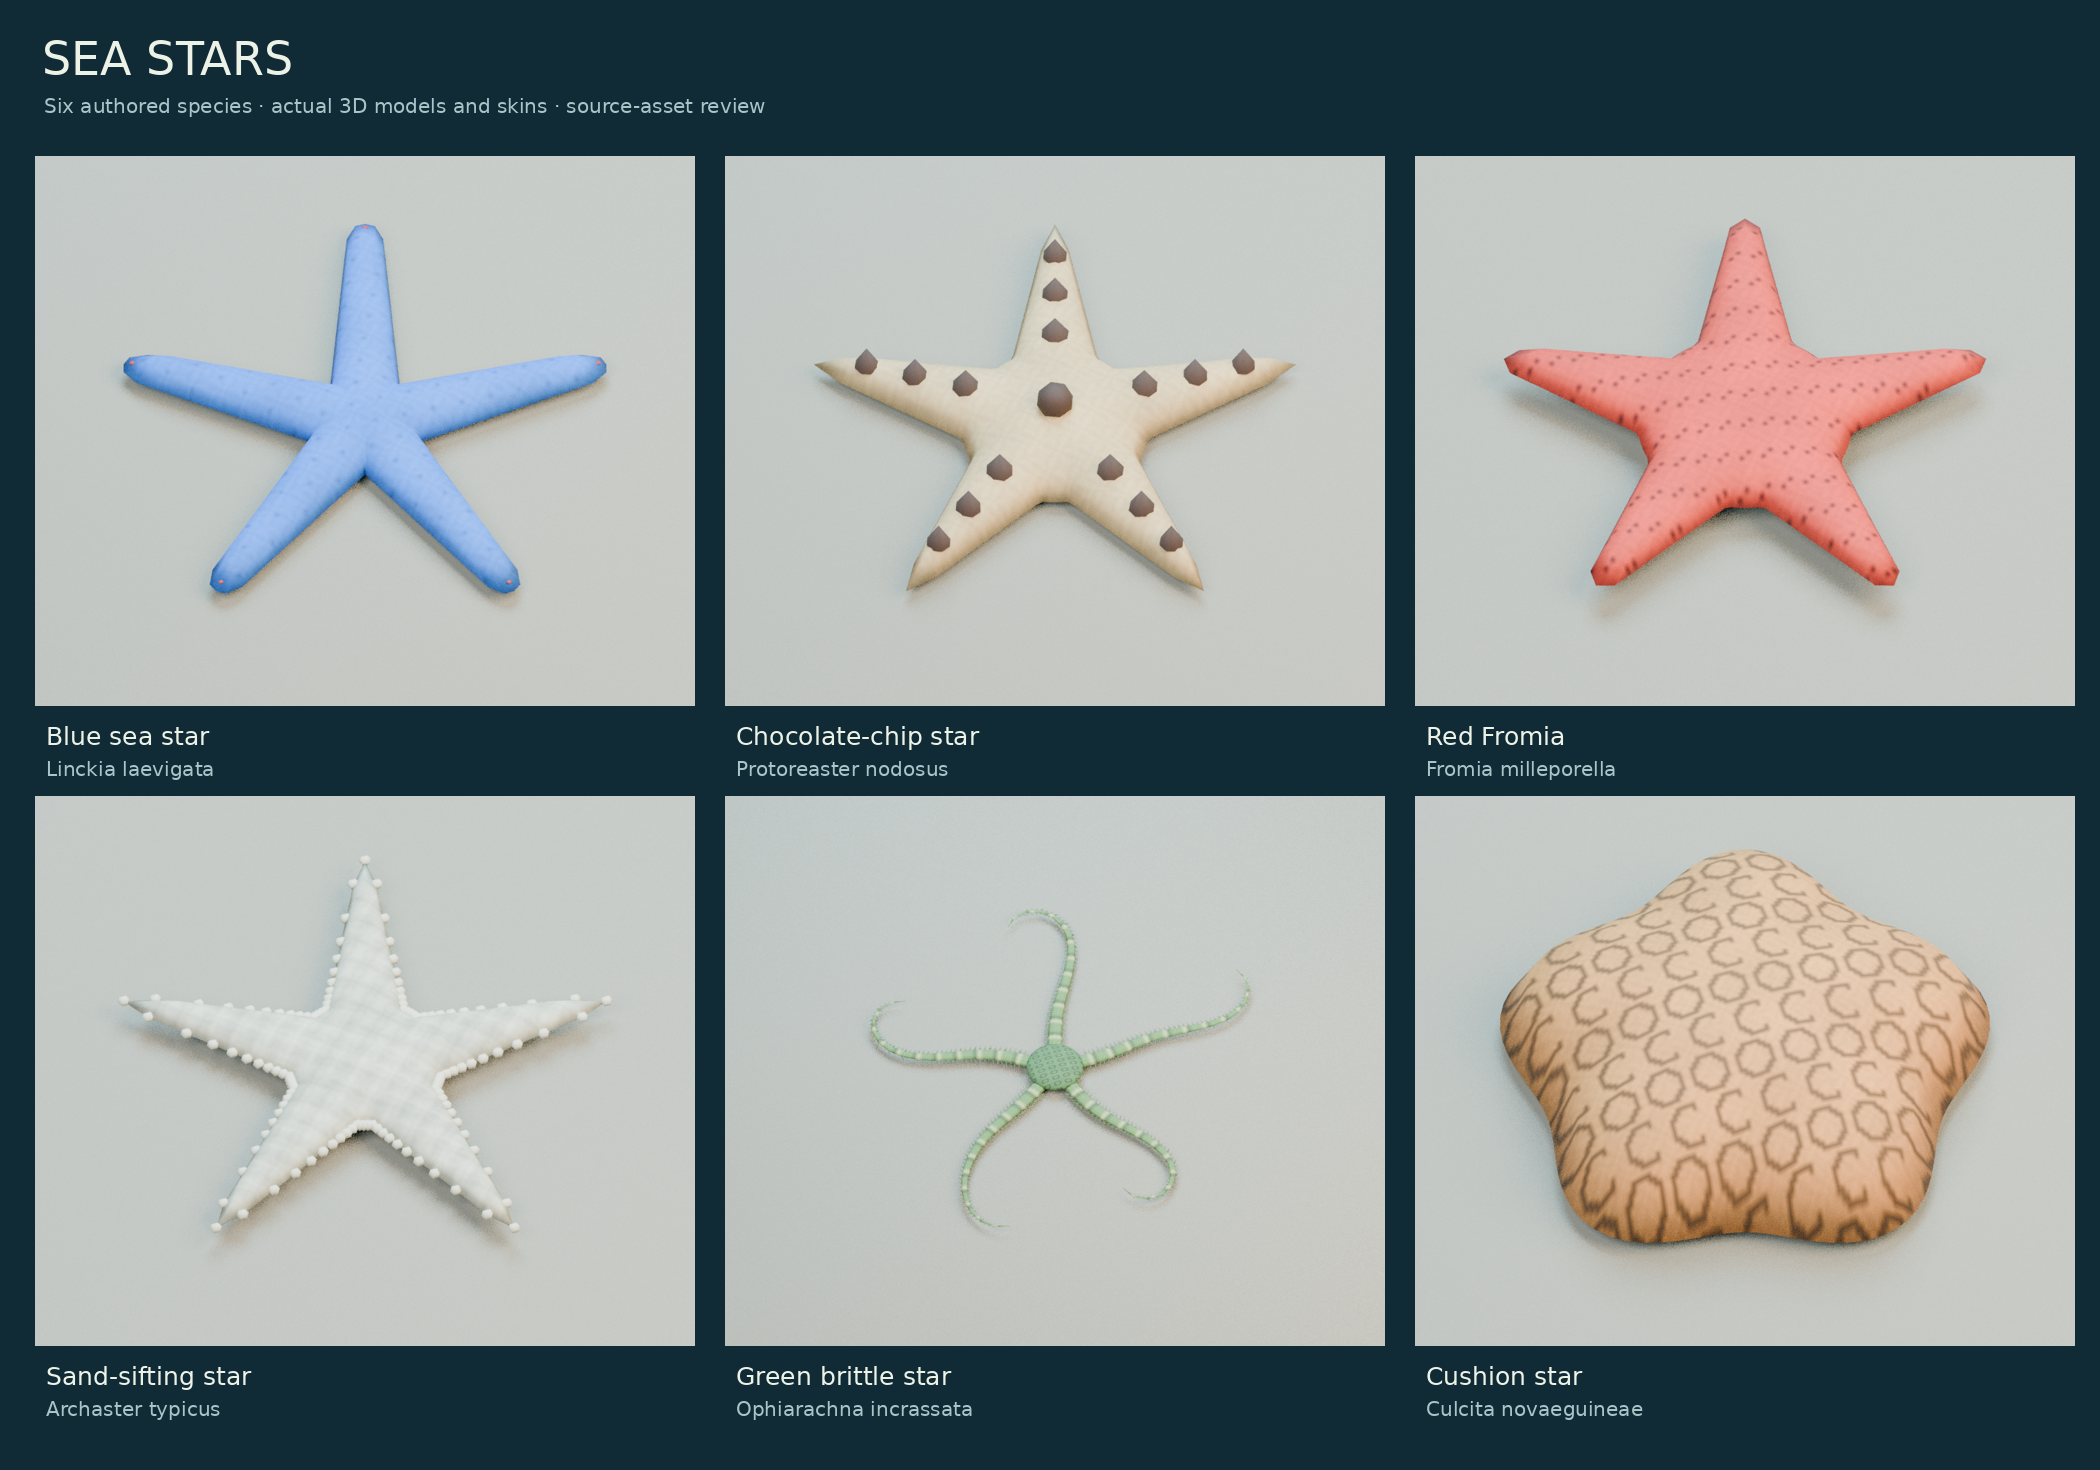 SEA STARS
Six authored species · actual 3D models and skins · source-asset review
Blue sea star
Linckia laevigata
Chocolate-chip star
Protoreaster nodosus
Red Fromia
Fromia milleporella
Sand-sifting star
Archaster typicus
Green brittle star
Ophiarachna incrassata
Cushion star
Culcita novaeguineae